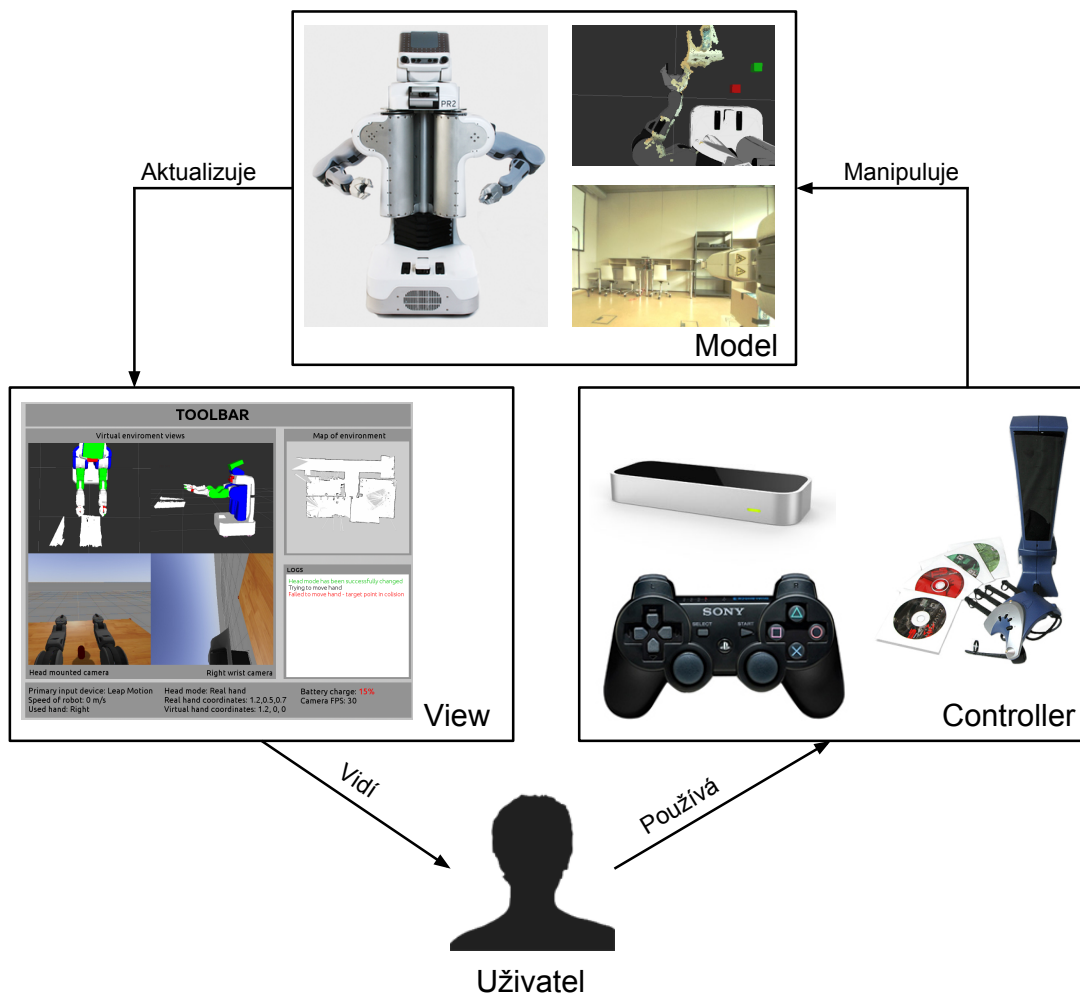 PR2
Model
Aktualizuje
Manipuluje
TOOLBAR
Virtual enviroment views
Map of environment
LOGS
Head mode has been successfully changed
Trying to move hand
Failed to move hand - target point in colision
Head mounted camera
Right wrist camera
Primary input device: Leap Motion
Speed of robot: 0 m/s
Used hand: Right
Head mode: Real hand
Real hand coordinates: 1.2,0.5,0.7
Virtual hand coordinates: 1.2, 0, 0
Battery charge: 15%
Camera FPS: 30
View
SONY
SELECT
START
Controller
Vidí
Používá
Uživatel